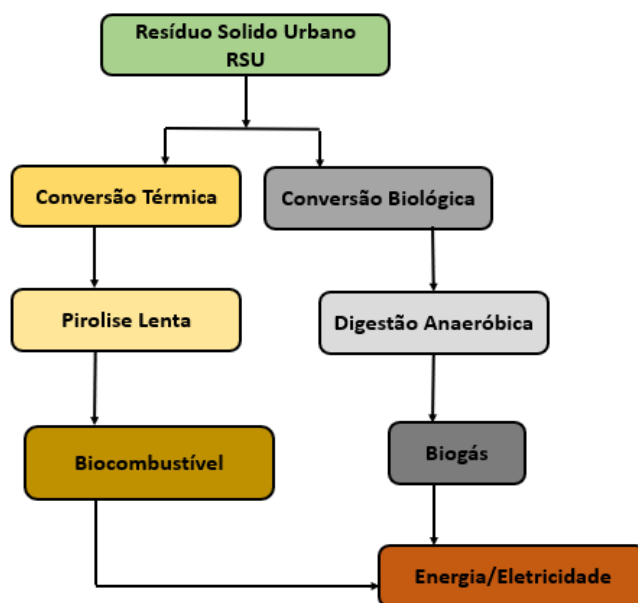 Resíduo Solido Urbano
RSU
Conversão Térmica
Conversão Biológica
Pirolise Lenta
Digestão Anaeróbica
Biocombustível
Biogás
Energia/Eletricidade